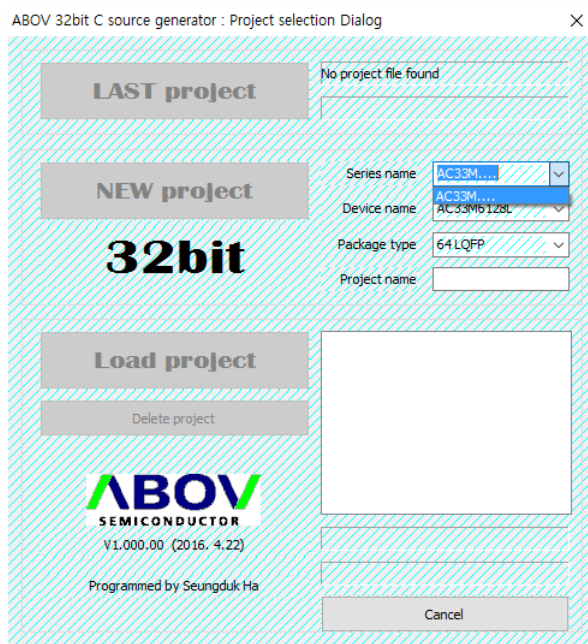 ABOV 32bit C source generator : Project selection Dialog
LAST project
No project file found
NEW project
Series name
AC33M....
AC33M....
Device name
AC33M6128L
32bit
Package type
64 LQFP
Project name
Load project
Delete project
ABOV
SEMICONDUCTOR
V1.000.00 (2016. 4.22)
Programmed by Seungduk Ha
Cancel